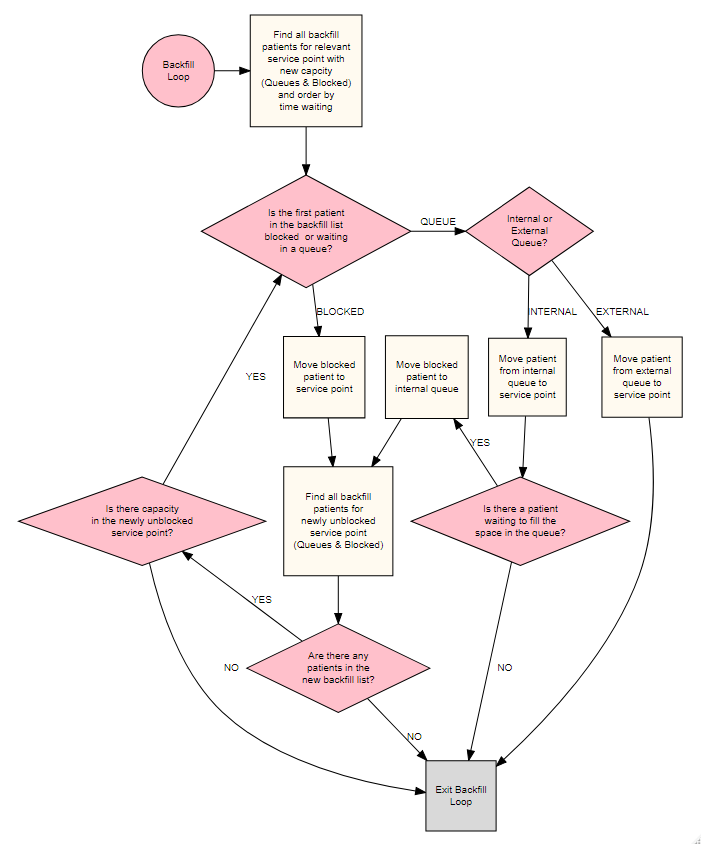 Find all backfill
patients for relevant
service point with
new capcity
(Queues & Blocked)
and order by
time waiting
Backfill
Loop
Is the first patient
in the backfill list
blocked or waiting
in a queue?
QUEUE
Internal or
External
Queue?
BLOCKED
INTERNAL
EXTERNAL
Move blocked
patient to
service point
Move blocked
patient to
internal queue
Move patient
from internal
queue to
service point
Move patient
from external
queue to
service point
YES
YES
Is there capacity
in the newly unblocked
service point?
Find all backfill
patients for
newly unblocked
service point
(Queues & Blocked)
Is there a patient
waiting to fill the
space in the queue?
YES
Are there any
patients in the
new backfill list?
NO
NO
NO
Exit Backfill
Loop